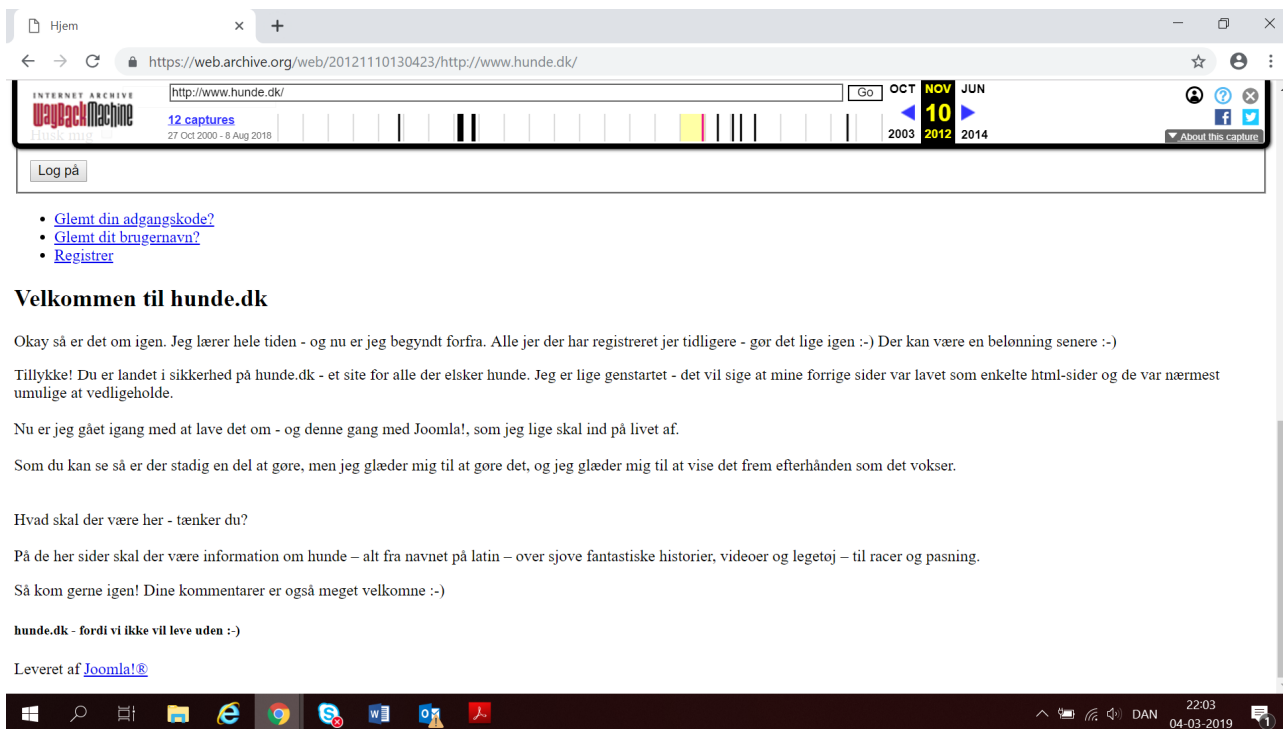 Hjem
https://web.archive.org/web/20121110130423/http://www.hunde.dk/
INTERNET ARCHIVE
WayBackMachine
http://www.hunde.dk/
Go
OCT NOV JUN
12 captures
10
27 Oct 2000 - 8 Aug 2018
2003 2012 2014
About this capture
Husk mig
Log på
Glemt din adgangskode?
Glemt dit brugernavn?
Registrer
Velkommen til hunde.dk
Okay så er det om igen. Jeg lærer hele tiden - og nu er jeg begyndt forfra. Alle jer der har registreret jer tidligere - gør det lige igen :-) Der kan være en belønning senere :-)
Tillykke! Du er landet i sikkerhed på hunde.dk - et site for alle der elsker hunde. Jeg er lige genstartet - det vil sige at mine forrige sider var lavet som enkelte html-sider og de var nærmest
umulige at vedligeholde.
Nu er jeg gået igang med at lave det om - og denne gang med Joomla!, som jeg lige skal ind på livet af.
Som du kan se så er der stadig en del at gøre, men jeg glæder mig til at gøre det, og jeg glæder mig til at vise det frem efterhånden som det vokser.
Hvad skal der være her - tænker du?
På de her sider skal der være information om hunde – alt fra navnet på latin – over sjove fantastiske historier, videoer og legetøj – til racer og pasning.
Så kom gerne igen! Dine kommentarer er også meget velkomne :-)
hunde.dk - fordi vi ikke vil leve uden :-)
Leveret af Joomla!®
DAN
22:03
04-03-2019
1